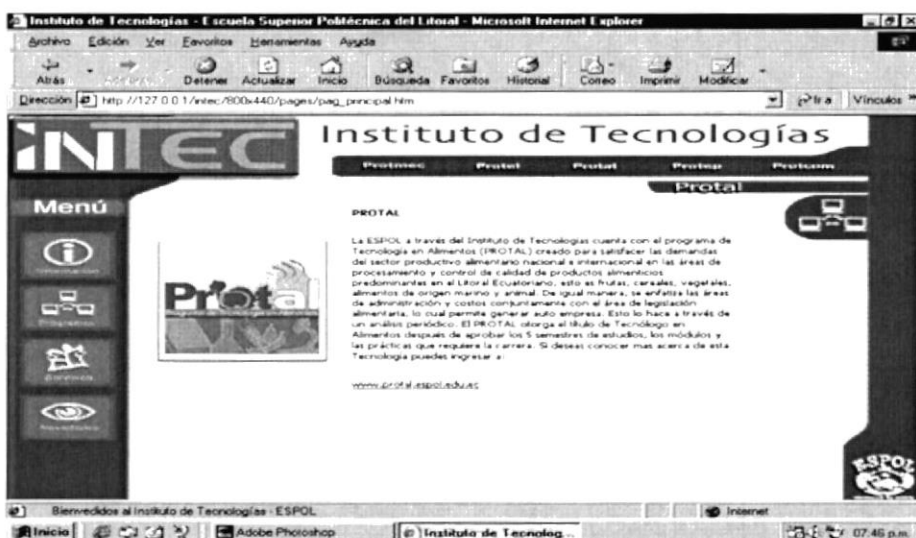 Instituto de Tecnologías - Escuela Superior Politécnica del Litoral - Microsoft Internet Explorer
Archivo Edición Ver Favoritos Herramientas Ayuda
Atrás Detener Actualizar Inicio Búsqueda Favoritos Historial Correo Imprimir Modificar
Dirección http://127.0.0.1/intec/800x440/pages/pag_principal.htm Ir a Vínculos
INTEC
Instituto de Tecnologías
Protmec Protel Protal Protep Protcom
Protal
Menú
Información
Programas
Servicios
Novedades
Protal
PROTAL
La ESPOL a través del Instituto de Tecnologías cuenta con el programa de
Tecnología en Alimentos (PROTAL) creado para satisfacer las demandas
del sector productivo alimentario nacional e internacional en las áreas de
procesamiento y control de calidad de productos alimenticios
predominantes en el Litoral Ecuatoriano, esto es frutas, cereales, vegetales,
alimentos de origen marino y animal. De igual manera, se enfatiza las áreas
de administración y costos conjuntamente con el área de legislación
alimentaria, lo cual permite generar auto empresa. Esto lo hace a través de
un análisis periódico. El PROTAL otorga el título de Tecnólogo en
Alimentos después de aprobar los 5 semestres de estudios, los módulos y
las prácticas que requiere la carrera. Si deseas conocer mas acerca de esta
Tecnología puedes ingresar a:
www.protal.espol.edu.ec
ESPOL
Bienvedidos al Instituto de Tecnologías - ESPOL Internet
Inicio Adobe Photoshop Instituto de Tecnolog... 07:46 p.m.